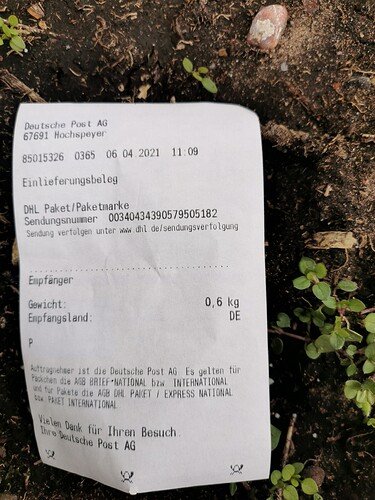 Deutsche Post AG
67691 Hochspeyer
85015326 0365 06.04.2021 11:09
Einlieferungsbeleg
DHL Paket/Paketmarke
Sendungsnummer 00340434390579505182
Sendung verfolgen unter www.dhl.de/sendungsverfolgung
Empfänger
Gewicht: 0,6 kg
Empfangsland: DE
P
Auftragnehmer ist die Deutsche Post AG. Es gelten für
Päckchen die AGB BRIEF NATIONAL bzw. INTERNATIONAL
und für Pakete die AGB DHL PAKET / EXPRESS NATIONAL
bzw. PAKET INTERNATIONAL.
Vielen Dank für Ihren Besuch.
Ihre Deutsche Post AG